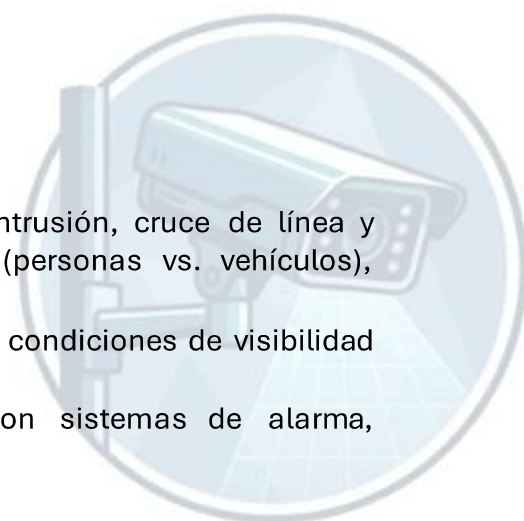 ntrusión, cruce de línea y
(personas vs. vehículos),
condiciones de visibilidad
on sistemas de alarma,